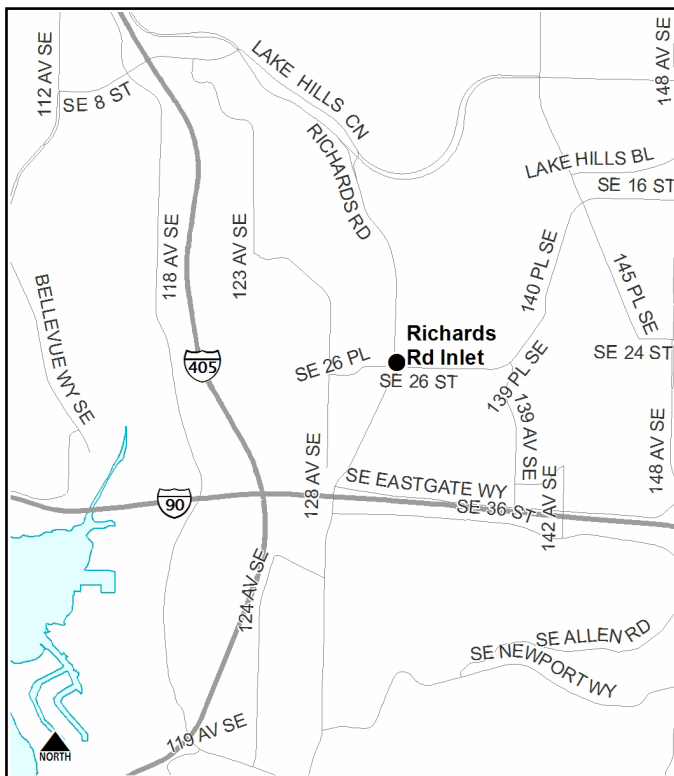 112 AV SE
SE 8 ST
LAKE HILLS CN
148 AV SE
RICHARDS RD
LAKE HILLS BL
SE 16 ST
118 AV SE
123 AV SE
140 PL SE
145 PL SE
BELLEVUE WY SE
Richards
Rd Inlet
405
SE 26 PL
SE 26 ST
SE 24 ST
139 PL SE
139 AV SE
128 AV SE
SE EASTGATE WY
148 AV SE
90
SE 36 ST
142 AV SE
124 AV SE
SE ALLEN RD
SE NEWPORT WY
119 AV SE
NORTH